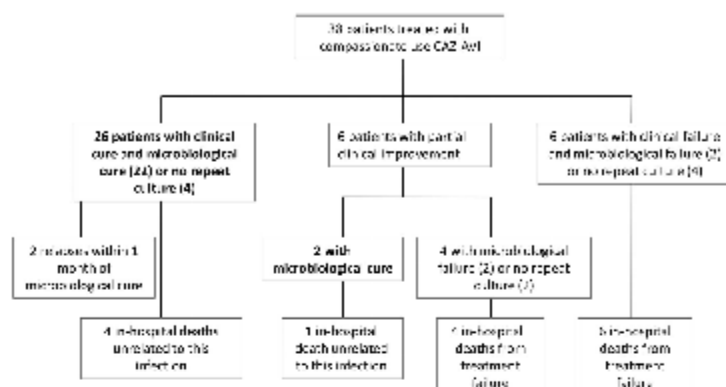 38 patients treated with
compassionate use CAZ-AVI
26 patients with clinical
cure and microbiological
cure (22) or no repeat
culture (4)
6 patients with partial
clinical improvement
6 patients with clinical failure
and microbiological failure (2)
or no repeat culture (4)
2 relapses within 1
month of
microbiological cure
2 with
microbiological cure
4 with microbiological
failure (2) or no repeat
culture (2)
4 in-hospital deaths
unrelated to this
infection
1 in-hospital
death unrelated
to this infection
4 in-hospital
deaths from
treatment
failure
in-hospital
deaths from
treatment
failure